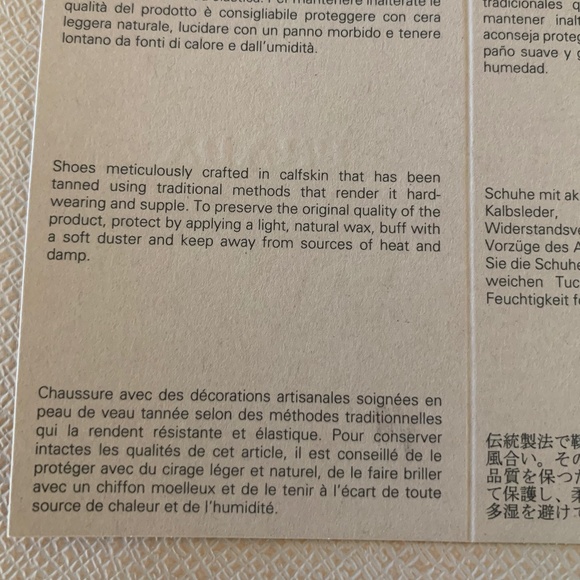 qualità del prodotto è consigliabile proteggere con cera
leggera naturale, lucidare con un panno morbido e tenere
lontano da fonti di calore e dall'umidità.
Shoes meticulously crafted in calfskin that has been
tanned using traditional methods that render it hard-
wearing and supple. To preserve the original quality of the
product, protect by applying a light, natural wax, buff with
a soft duster and keep away from sources of heat and
damp.
Chaussure avec des décorations artisanales soignées en
peau de veau tannée selon des méthodes traditionnelles
qui la rendent résistante et élastique. Pour conserver
intactes les qualités de cet article, il est conseillé de le
protéger avec du cirage léger et naturel, de le faire briller
avec un chiffon moelleux et de le tenir à l'écart de toute
source de chaleur et de l'humidité.
tradicionales
mantener
aconseja
paño suave y
humedad.
Schuhe mit
Kalbsleder,
Vorzüge des
Sie die
weichen
Feuchtigkeit
伝統製法で
風合い。その
品質を保つ
て保護し、
多湿を避けて